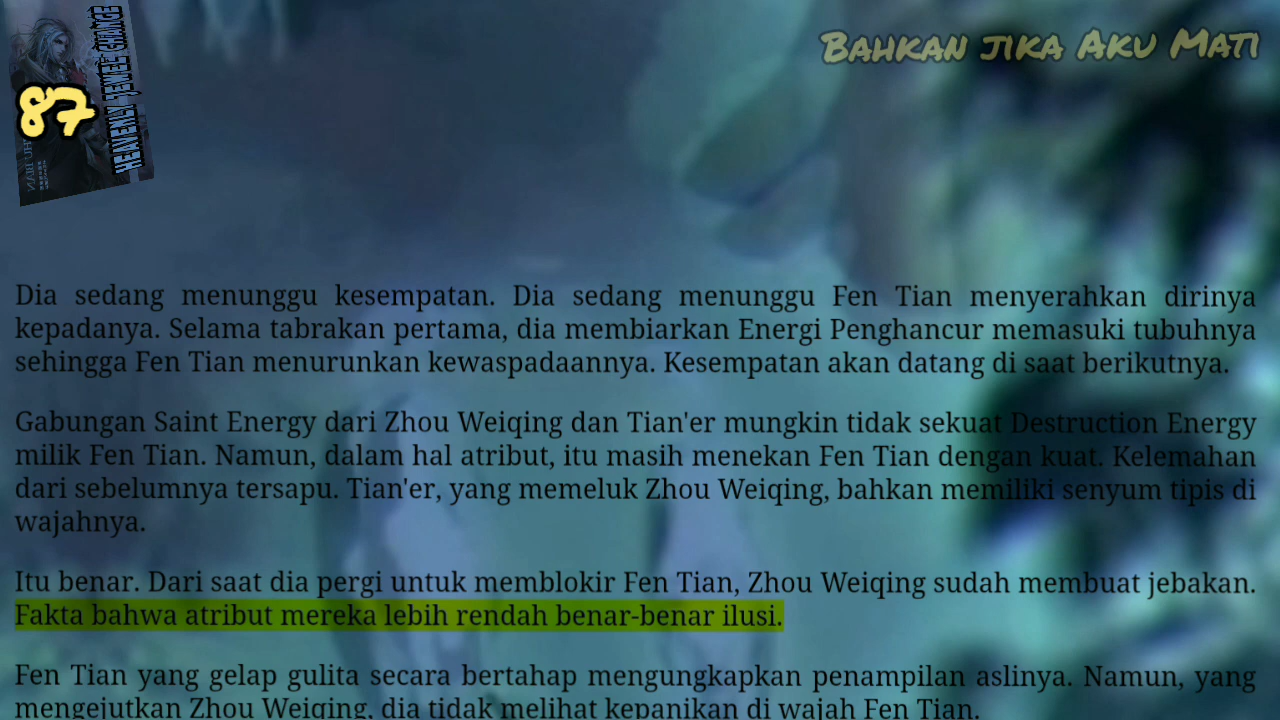 HEAVENLY JEWEL CHANGE
87
Bahkan jika Aku Mati
Dia sedang menunggu kesempatan. Dia sedang menunggu Fen Tian menyerahkan dirinya
kepadanya. Selama tabrakan pertama, dia membiarkan Energi Penghancur memasuki tubuhnya
sehingga Fen Tian menurunkan kewaspadaannya. Kesempatan akan datang di saat berikutnya.
Gabungan Saint Energy dari Zhou Weiqing dan Tian'er mungkin tidak sekuat Destruction Energy
milik Fen Tian. Namun, dalam hal atribut, itu masih menekan Fen Tian dengan kuat. Kelemahan
dari sebelumnya tersapu. Tian'er, yang memeluk Zhou Weiqing, bahkan memiliki senyum tipis di
wajahnya.
Itu benar. Dari saat dia pergi untuk memblokir Fen Tian, Zhou Weiqing sudah membuat jebakan.
Fakta bahwa atribut mereka lebih rendah benar-benar ilusi.
Fen Tian yang gelap gulita secara bertahap mengungkapkan penampilan aslinya. Namun, yang
mengejutkan Zhou Weiqing, dia tidak melihat kepanikan di wajah Fen Tian.